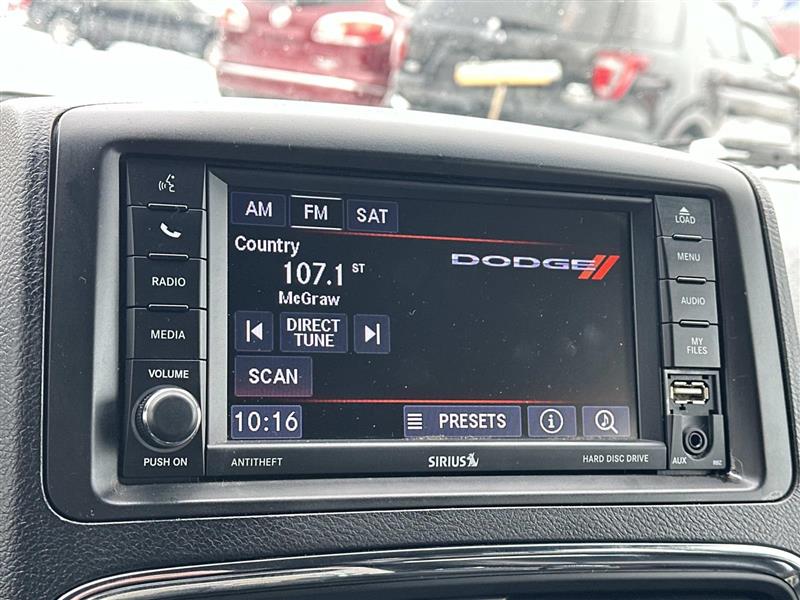 AM FM SAT
Country
107.1 ST
McGraw
DIRECT
TUNE
SCAN
10:16
PRESETS
DODGE
RADIO
MEDIA
VOLUME
PUSH ON
ANTITHEFT
SIRIUS
HARD DISC DRIVE
LOAD
MENU
AUDIO
MY
FILES
AUX
RBZ